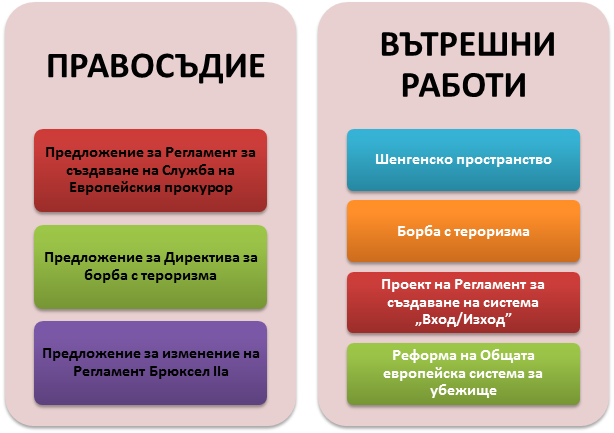 ПРАВОСЪДИЕ
Предложение за Регламент за
създаване на Служба на
Европейския прокурор
Предложение за Директива за
борба с тероризма
Предложение за изменение на
Регламент Брюксел IIа
ВЪТРЕШНИ
РАБОТИ
Шенгенско пространство
Борба с тероризма
Проект на Регламент за
създаване на система
„Вход/Изход”
Реформа на Общата
европейска система за
убежище